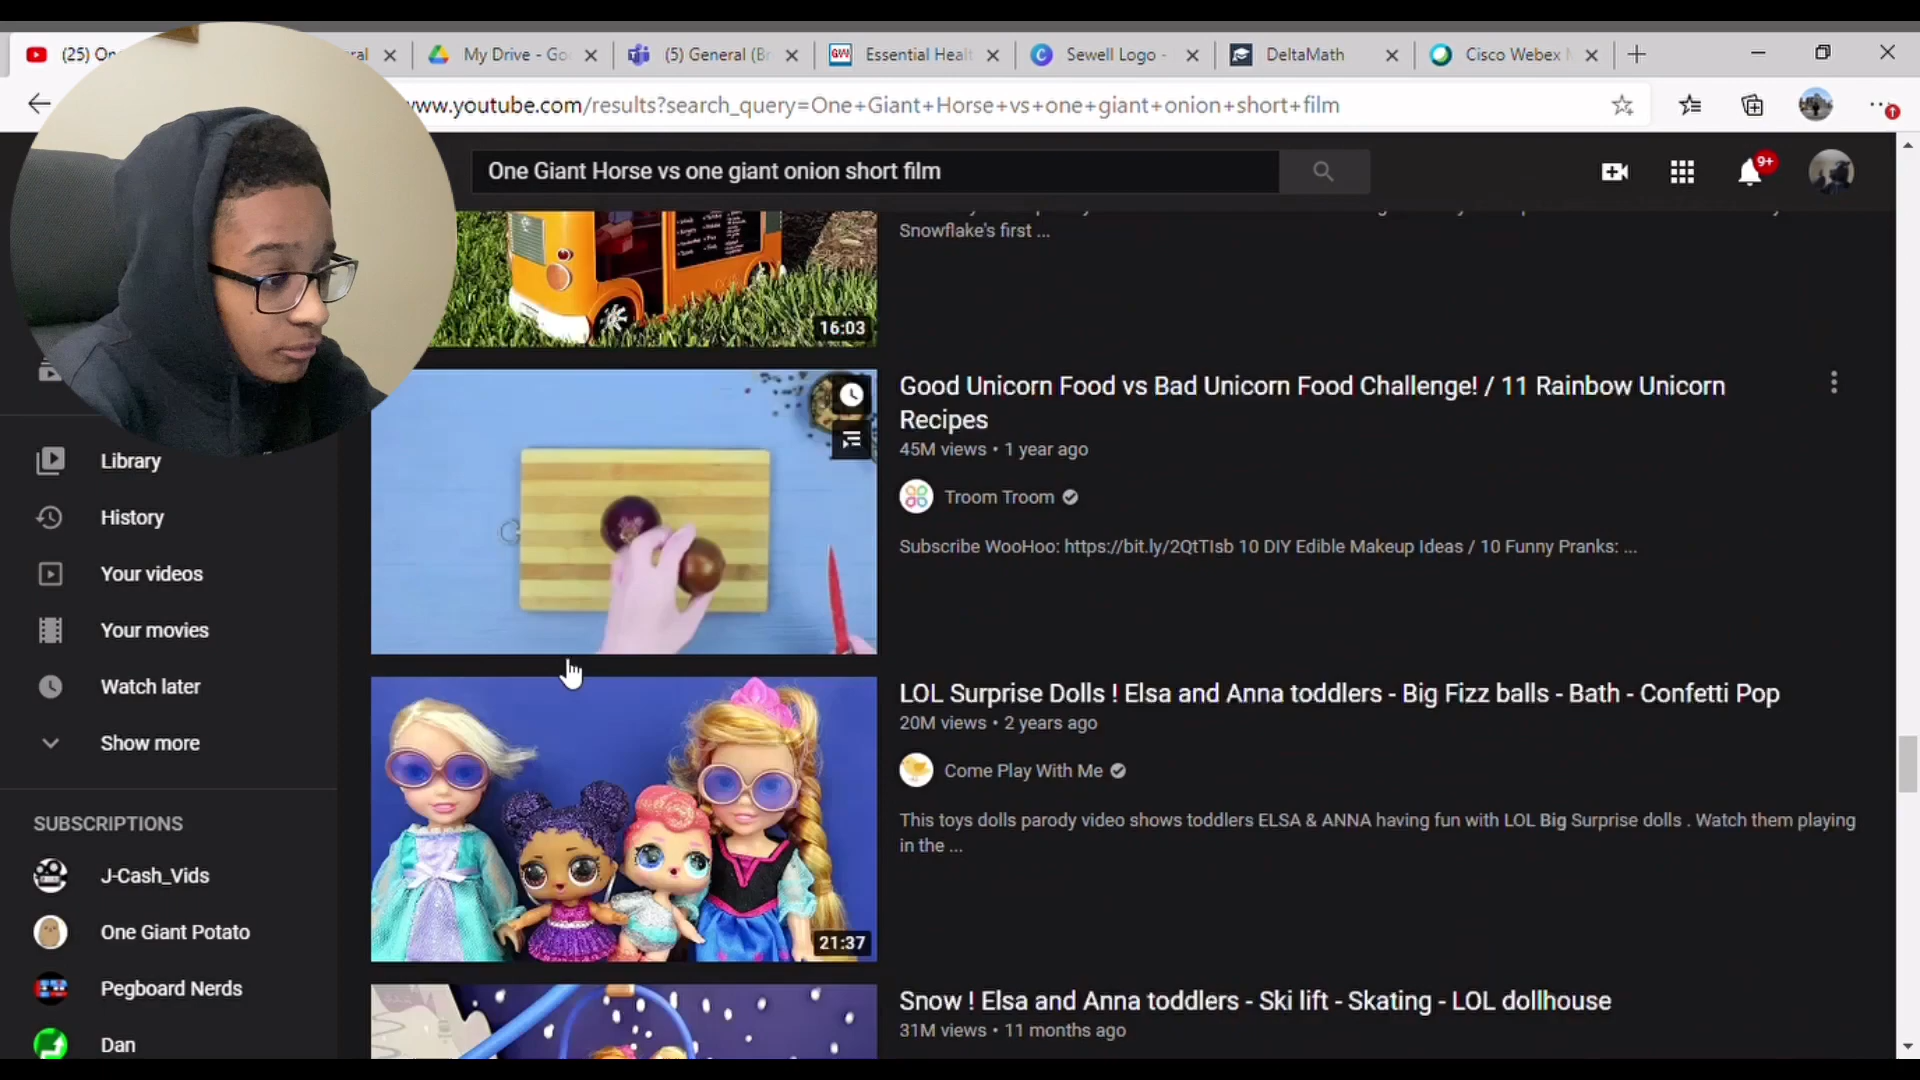 (25) On
ral
My Drive - Go
(5) General (Br
GW
Essential Healt
C
Sewell Logo -
DeltaMath
Cisco Webex M
www.youtube.com/results?search_query=One+Giant+Horse+vs+one+giant+onion+short+film
One Giant Horse vs one giant onion short film
9+
Snowflake's first ...
16:03
Good Unicorn Food vs Bad Unicorn Food Challenge! / 11 Rainbow Unicorn
Recipes
45M views • 1 year ago
Troom Troom
Subscribe WooHoo: https://bit.ly/2QtTIsb 10 DIY Edible Makeup Ideas / 10 Funny Pranks: ...
Library
History
Your videos
Your movies
Watch later
Show more
SUBSCRIPTIONS
J-Cash_Vids
One Giant Potato
Pegboard Nerds
Dan
LOL Surprise Dolls ! Elsa and Anna toddlers - Big Fizz balls - Bath - Confetti Pop
20M views • 2 years ago
Come Play With Me
This toys dolls parody video shows toddlers ELSA & ANNA having fun with LOL Big Surprise dolls . Watch them playing
in the ...
21:37
Snow ! Elsa and Anna toddlers - Ski lift - Skating - LOL dollhouse
31M views • 11 months ago